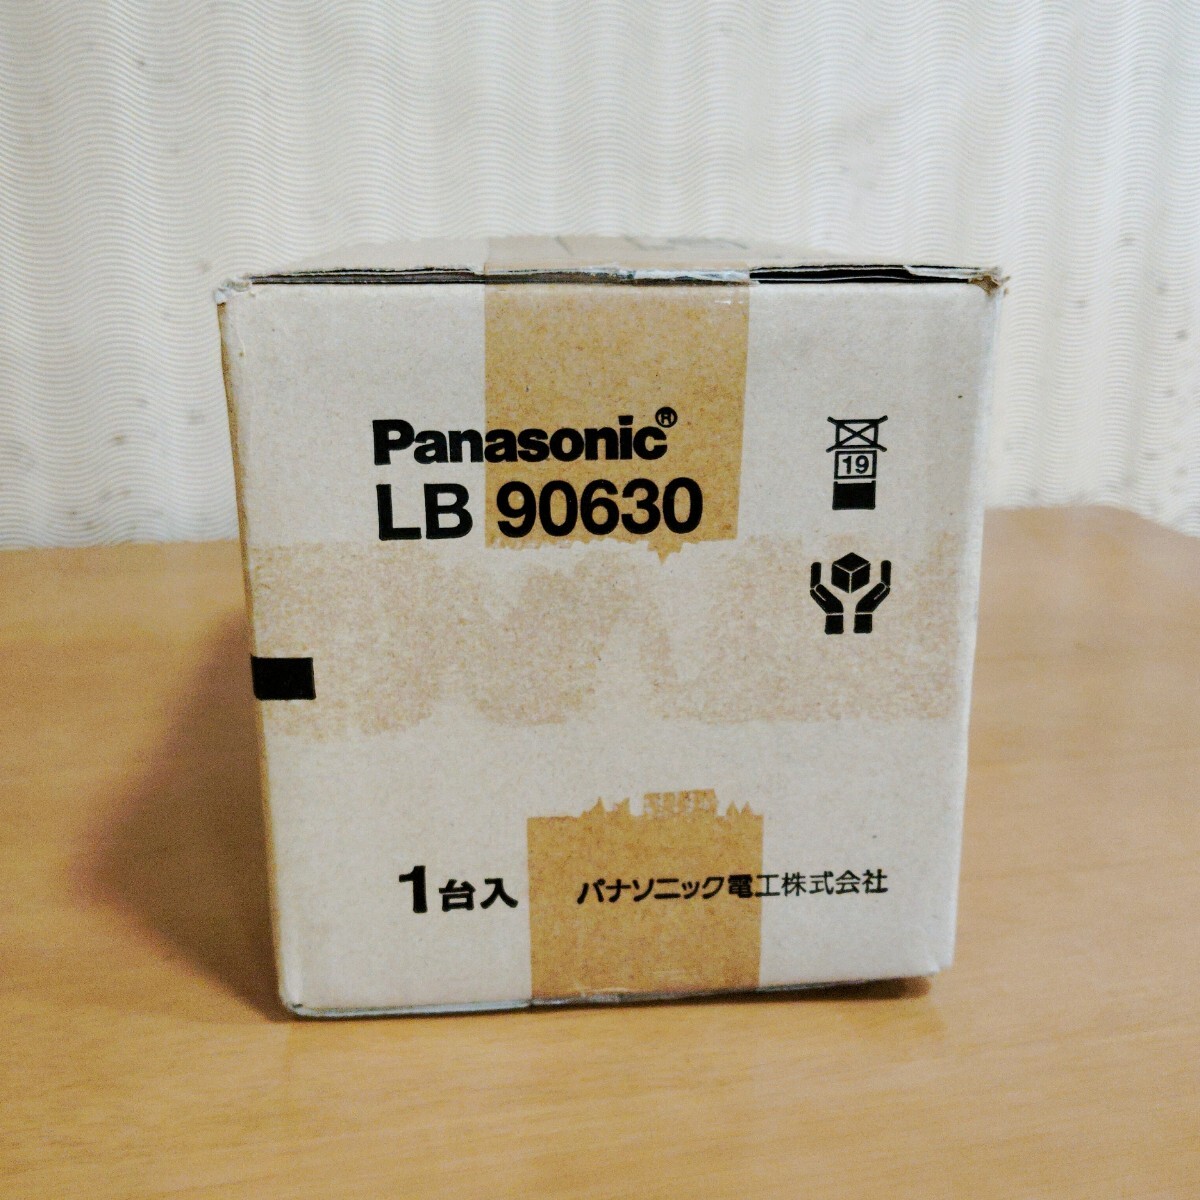 Panasonic®
LB 90630
19
1台入
パナソニック電工株式会社